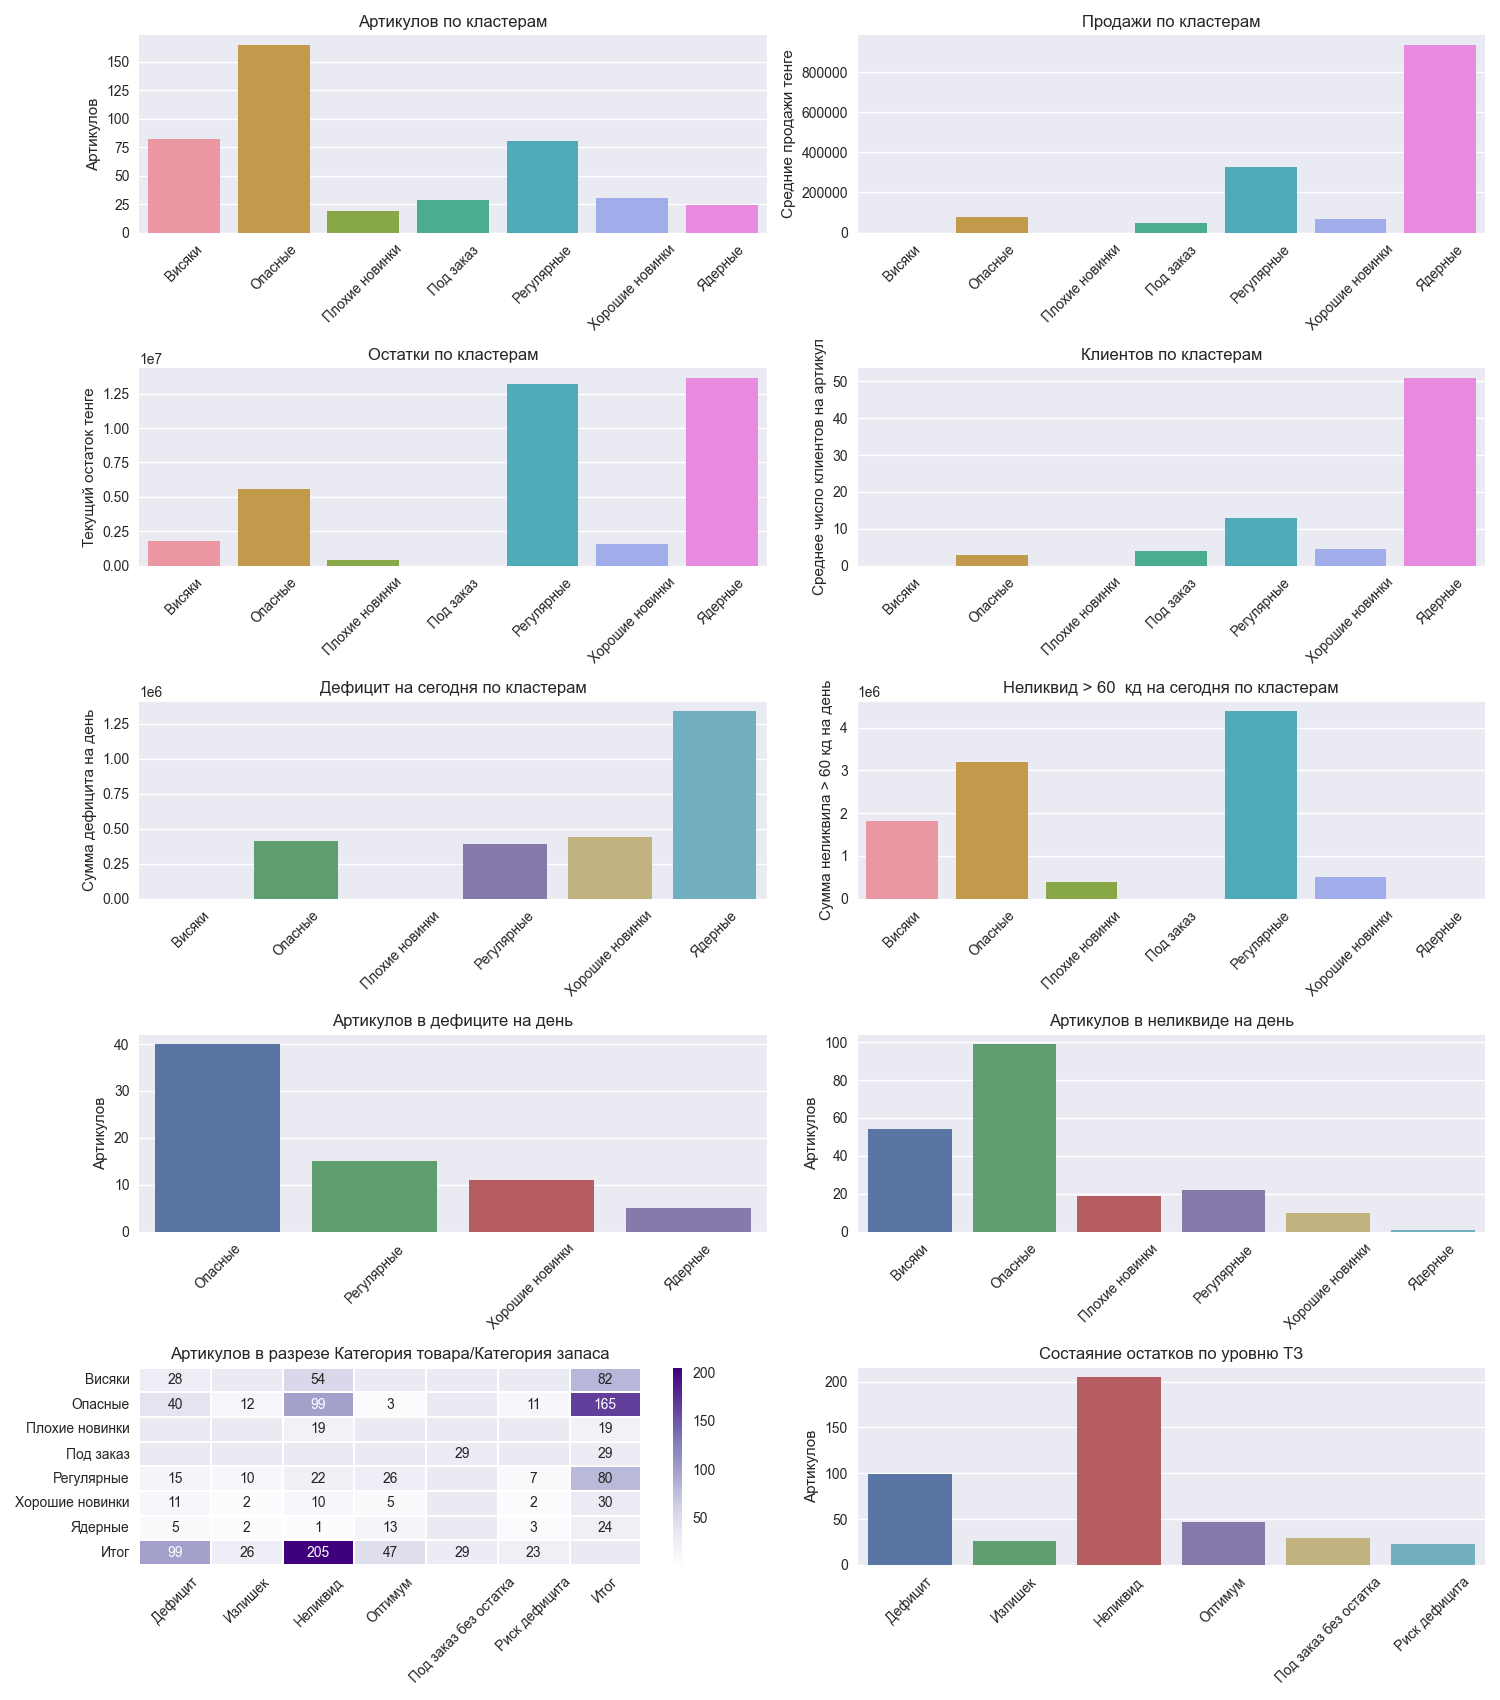 Артикулов по кластерам
Артикулов
150
125
100
75
50
25
0
Висяки
Опасные
Плохие новинки
Под заказ
Регулярные
Хорошие новинки
Ядерные
Продажи по кластерам
Средние продажи тенге
800000
600000
400000
200000
0
Висяки
Опасные
Плохие новинки
Под заказ
Регулярные
Хорошие новинки
Ядерные
Остатки по кластерам
1e7
Текущий остаток тенге
1.25
1.00
0.75
0.50
0.25
0.00
Висяки
Опасные
Плохие новинки
Под заказ
Регулярные
Хорошие новинки
Ядерные
Клиентов по кластерам
Среднее число клиентов на артикул
50
40
30
20
10
0
Висяки
Опасные
Плохие новинки
Под заказ
Регулярные
Хорошие новинки
Ядерные
Дефицит на сегодня по кластерам
1e6
Сумма дефицита на день
1.25
1.00
0.75
0.50
0.25
0.00
Висяки
Опасные
Плохие новинки
Регулярные
Хорошие новинки
Ядерные
Неликвид > 60  кд на сегодня по кластерам
1e6
Сумма неликвила > 60 кд на день
4
3
2
1
0
Висяки
Опасные
Плохие новинки
Под заказ
Регулярные
Хорошие новинки
Ядерные
Артикулов в дефиците на день
Артикулов
40
30
20
10
0
Опасные
Регулярные
Хорошие новинки
Ядерные
Артикулов в неликвиде на день
Артикулов
100
80
60
40
20
0
Висяки
Опасные
Плохие новинки
Регулярные
Хорошие новинки
Ядерные
Артикулов в разрезе Категория товара/Категория запаса
Висяки 28 54 82
Опасные 40 12 99 3 11 165
Плохие новинки 19 19
Под заказ 29 29
Регулярные 15 10 22 26 7 80
Хорошие новинки 11 2 10 5 2 30
Ядерные 5 2 1 13 3 24
Итог 99 26 205 47 29 23
Дефицит
Излишек
Неликвид
Оптимум
Под заказ без остатка
Риск дефицита
Итог
200
150
100
50
Состаяние остатков по уровню ТЗ
Артикулов
200
150
100
50
0
Дефицит
Излишек
Неликвид
Оптимум
Под заказ без остатка
Риск дефицита